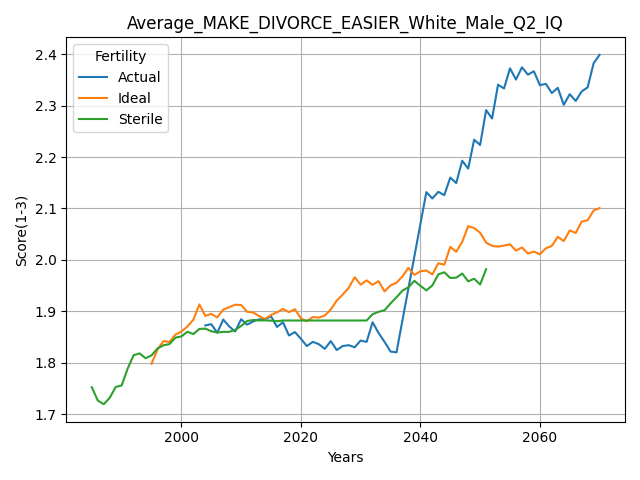 Average_MAKE_DIVORCE_EASIER_White_Male_Q2_IQ
Fertility
Actual
Ideal
Sterile
Score(1-3)
2.4
2.3
2.2
2.1
2.0
1.9
1.8
1.7
2000
2020
2040
2060
Years